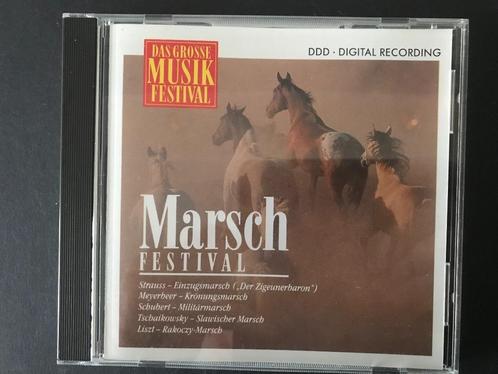 DAS GROSSE
MUSIK
FESTIVAL
DDD · DIGITAL RECORDING
Marsch
FESTIVAL
Strauss – Einzugsmarsch („Der Zigeunerbaron“)
Meyerbeer – Krönungsmarsch
Schubert – Militärmarsch
Tschaikowsky – Slawischer Marsch
Liszt – Rakoczy-Marsch